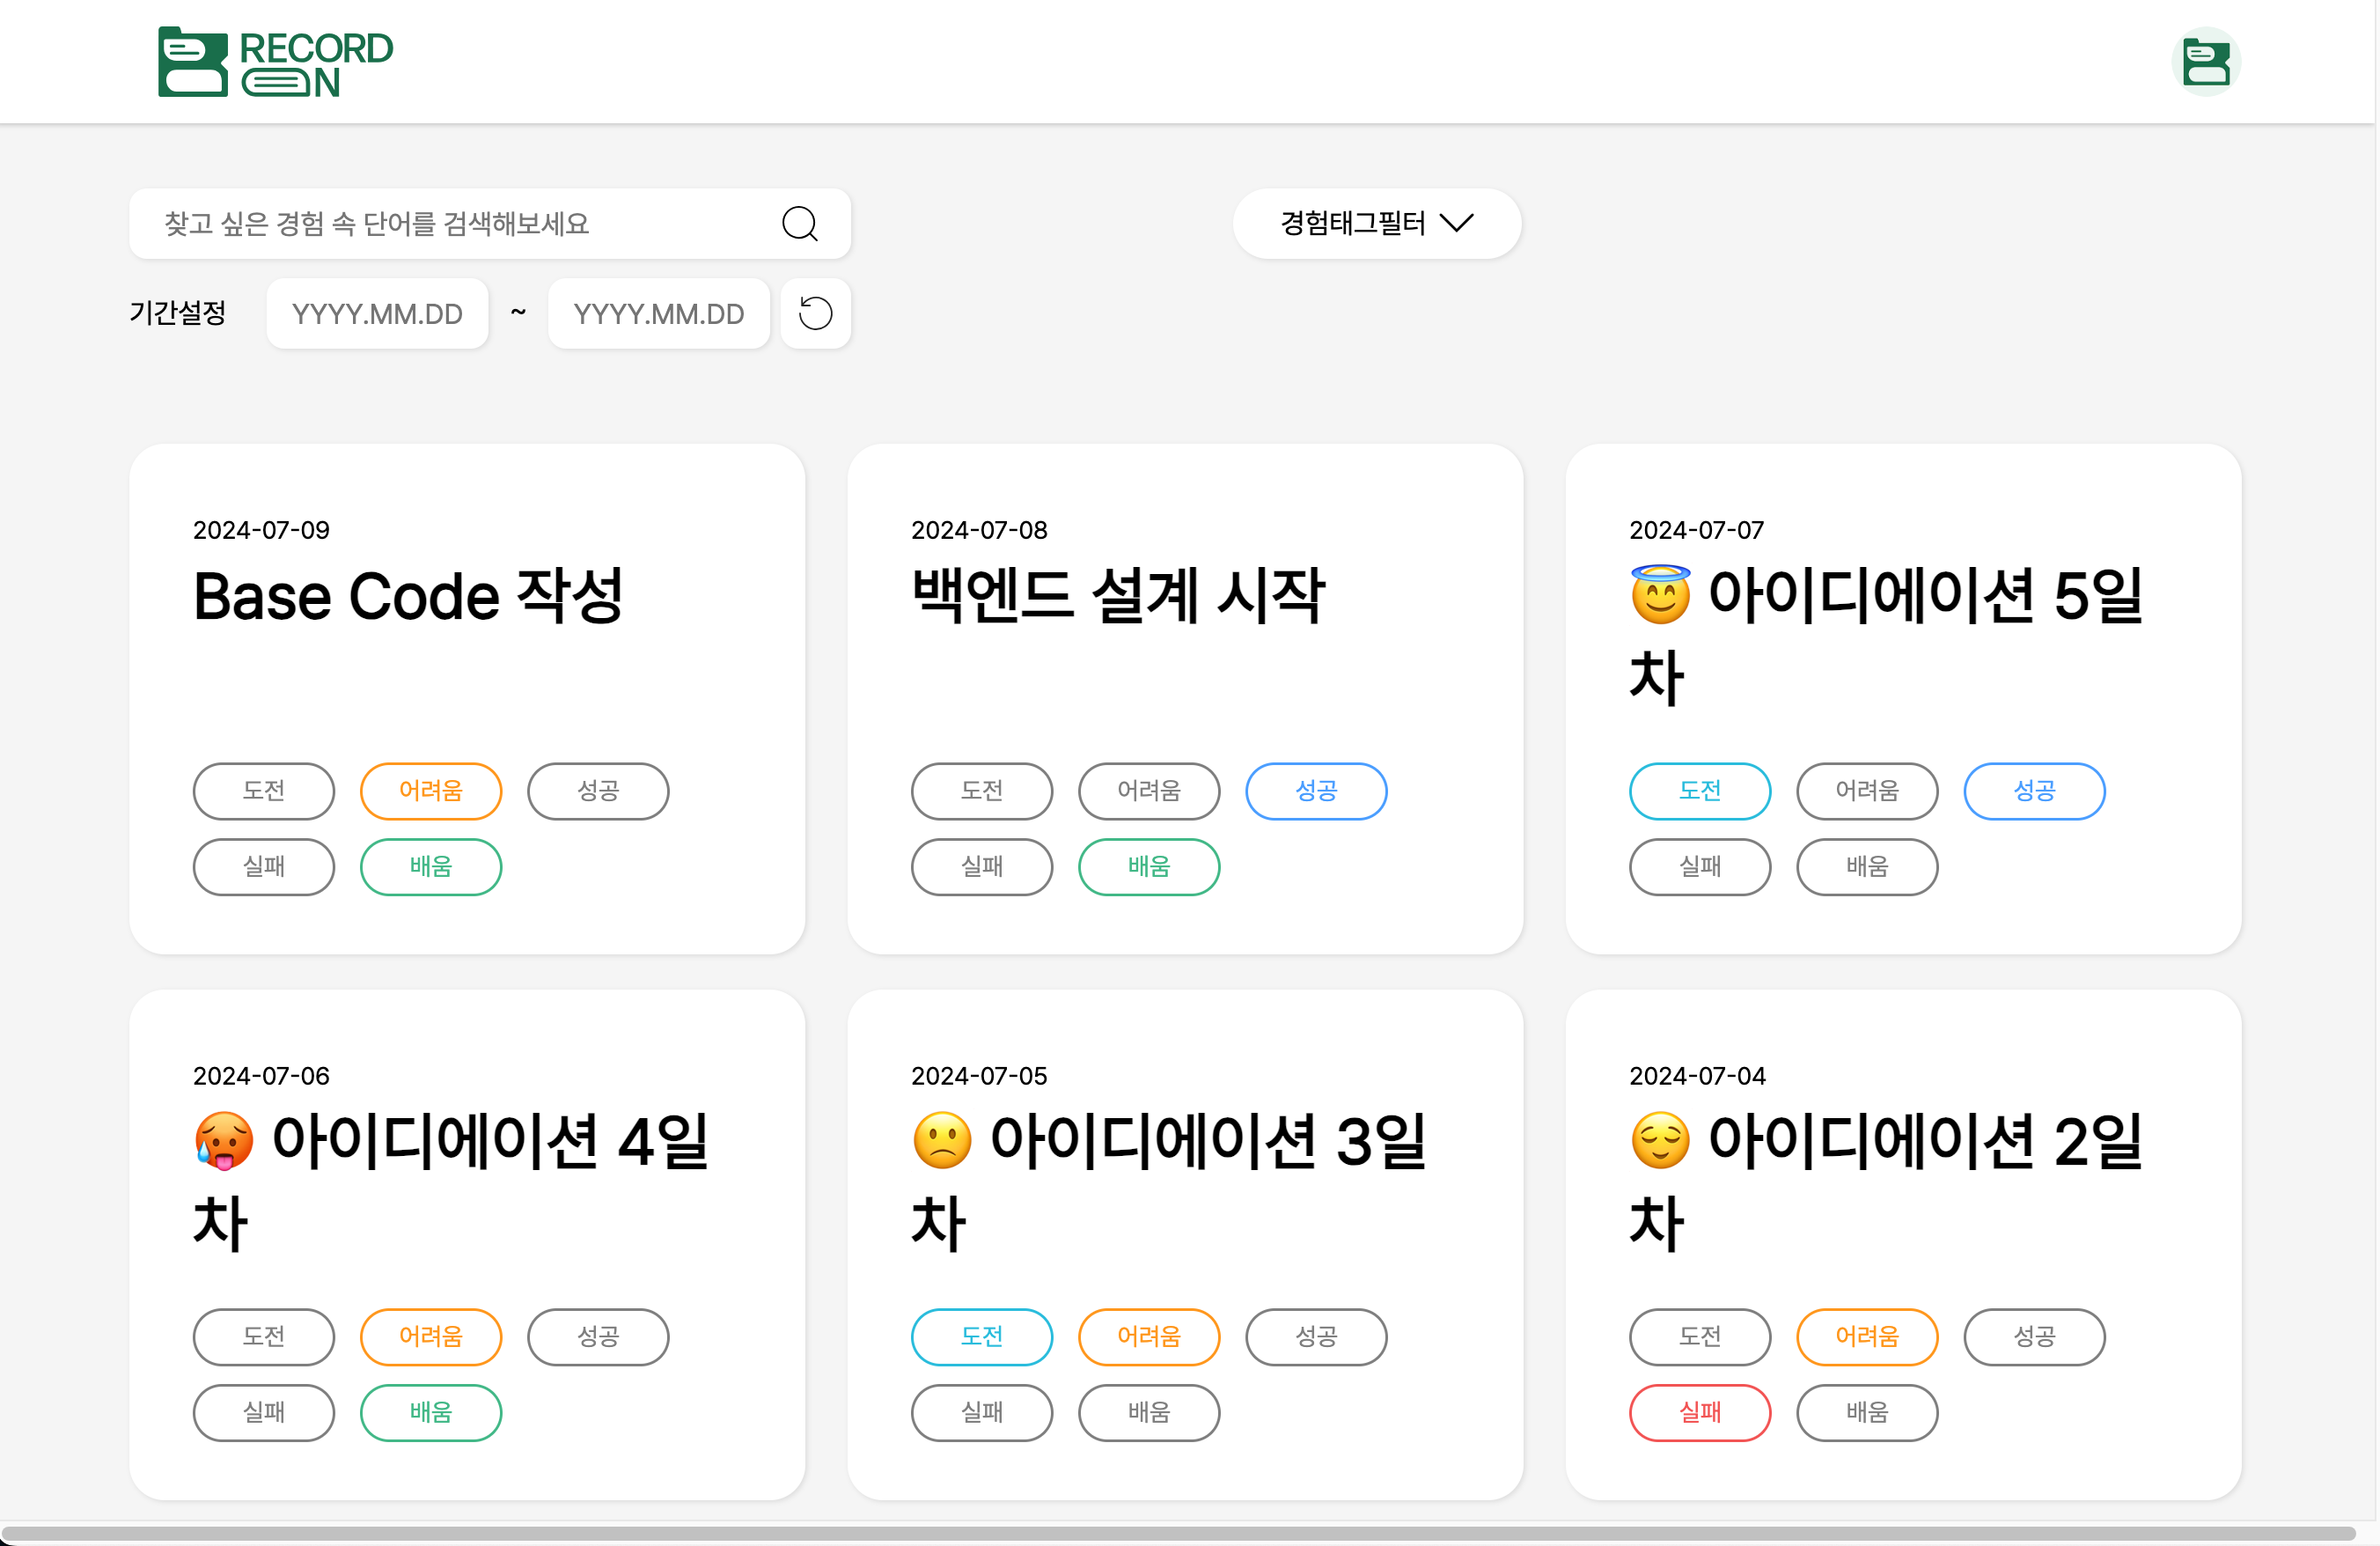 RECORD
ON
찾고 싶은 경험 속 단어를 검색해보세요
경험태그필터
기간설정 YYYY.MM.DD ~ YYYY.MM.DD
2024-07-09
Base Code 작성
도전 어려움 성공
실패 배움
2024-07-08
백엔드 설계 시작
도전 어려움 성공
실패 배움
2024-07-07
😇 아이디에이션 5일
차
도전 어려움 성공
실패 배움
2024-07-06
🥵 아이디에이션 4일
차
도전 어려움 성공
실패 배움
2024-07-05
🙁 아이디에이션 3일
차
도전 어려움 성공
실패 배움
2024-07-04
😌 아이디에이션 2일
차
도전 어려움 성공
실패 배움